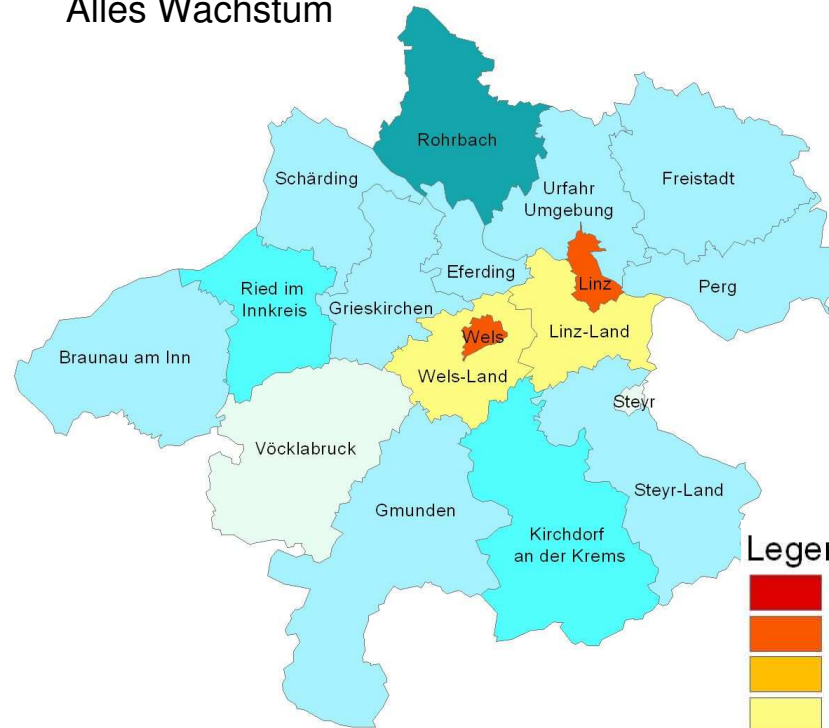 Alles Wachstum
Rohrbach
Schärding
Freistadt
Urfahr
Umgebung
Eferding
Linz
Perg
Ried im
Innkreis
Grieskirchen
Braunau am Inn
Wels
Linz-Land
Wels-Land
Steyr
Vöcklabruck
Steyr-Land
Gmunden
Kirchdorf
an der Krems